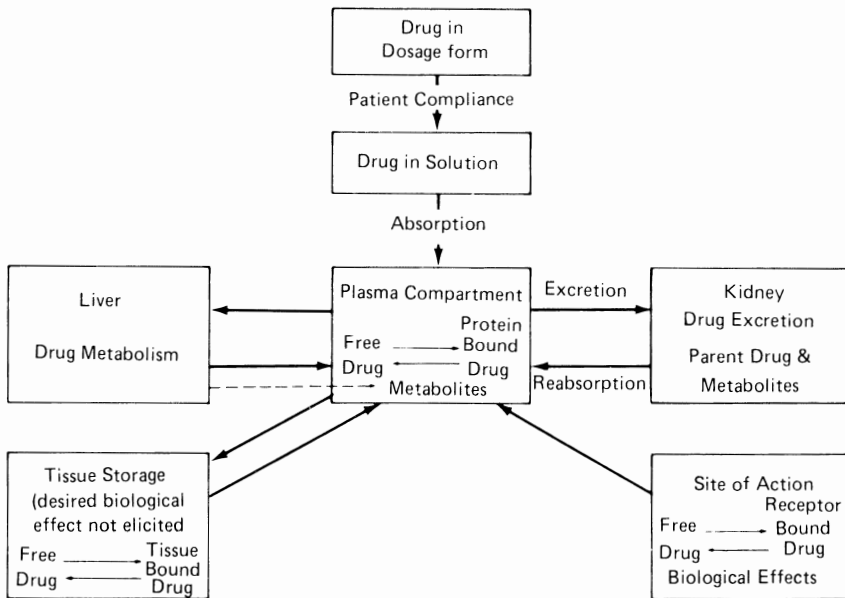 Drug in
Dosage form
Patient Compliance
Drug in Solution
Absorption
Liver
Drug Metabolism
Plasma Compartment
Protein
Free Bound
Drug Drug
Metabolites
Excretion
Reabsorption
Kidney
Drug Excretion
Parent Drug &
Metabolites
Tissue Storage
(desired biological
effect not elicited
Free Tissue
Bound
Drug Drug
Site of Action
Receptor
Free Bound
Drug Drug
Biological Effects